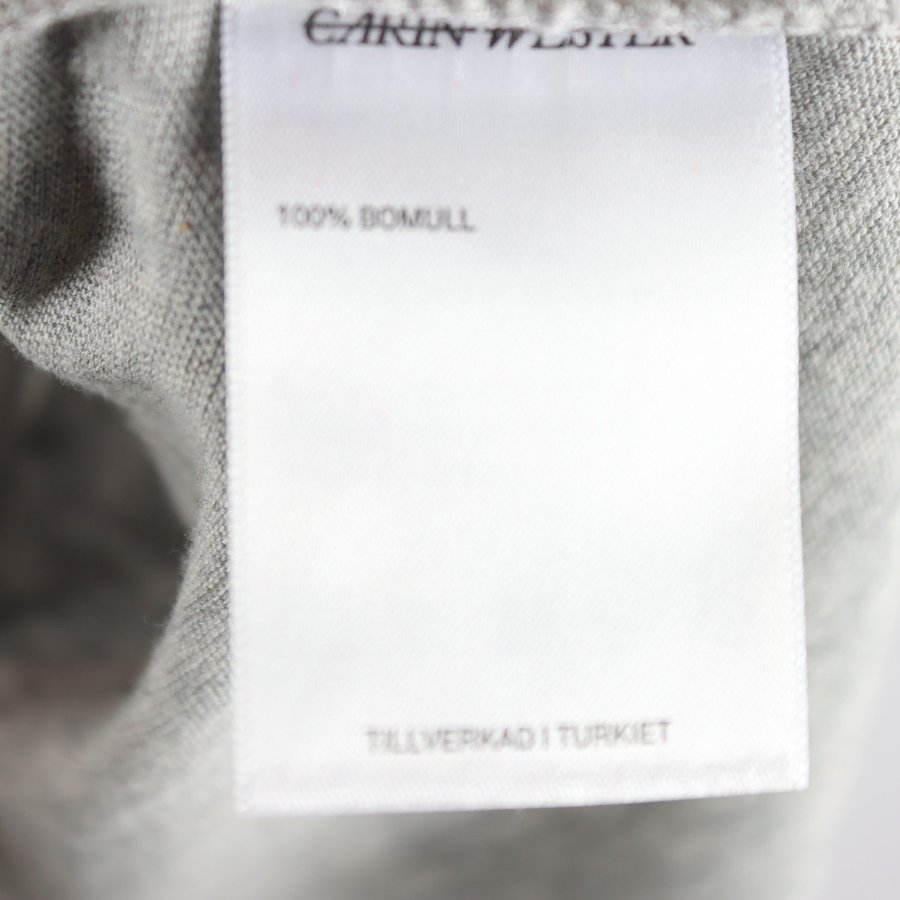 CARIN WESTER
100% BOMULL
TILLVERKAD I TURKIET